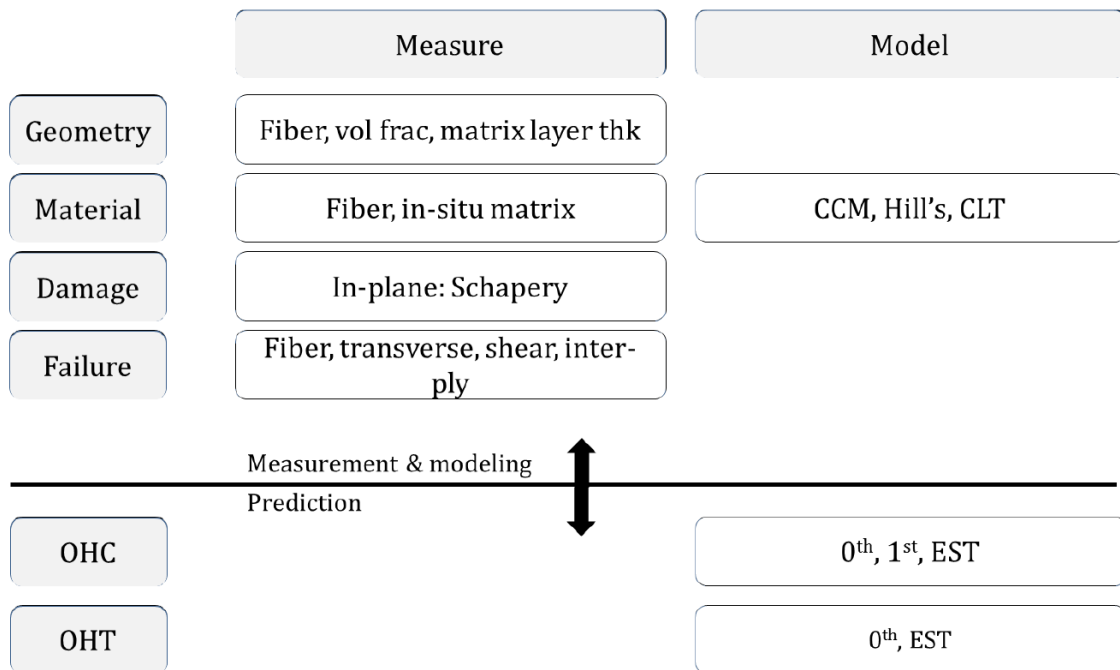 Measure Model
Geometry Fiber, vol frac, matrix layer thk
Material Fiber, in-situ matrix CCM, Hill's, CLT
Damage In-plane: Schapery
Failure Fiber, transverse, shear, inter-
ply
Measurement & modeling
Prediction
OHC 0th, 1st, EST
OHT 0th, EST